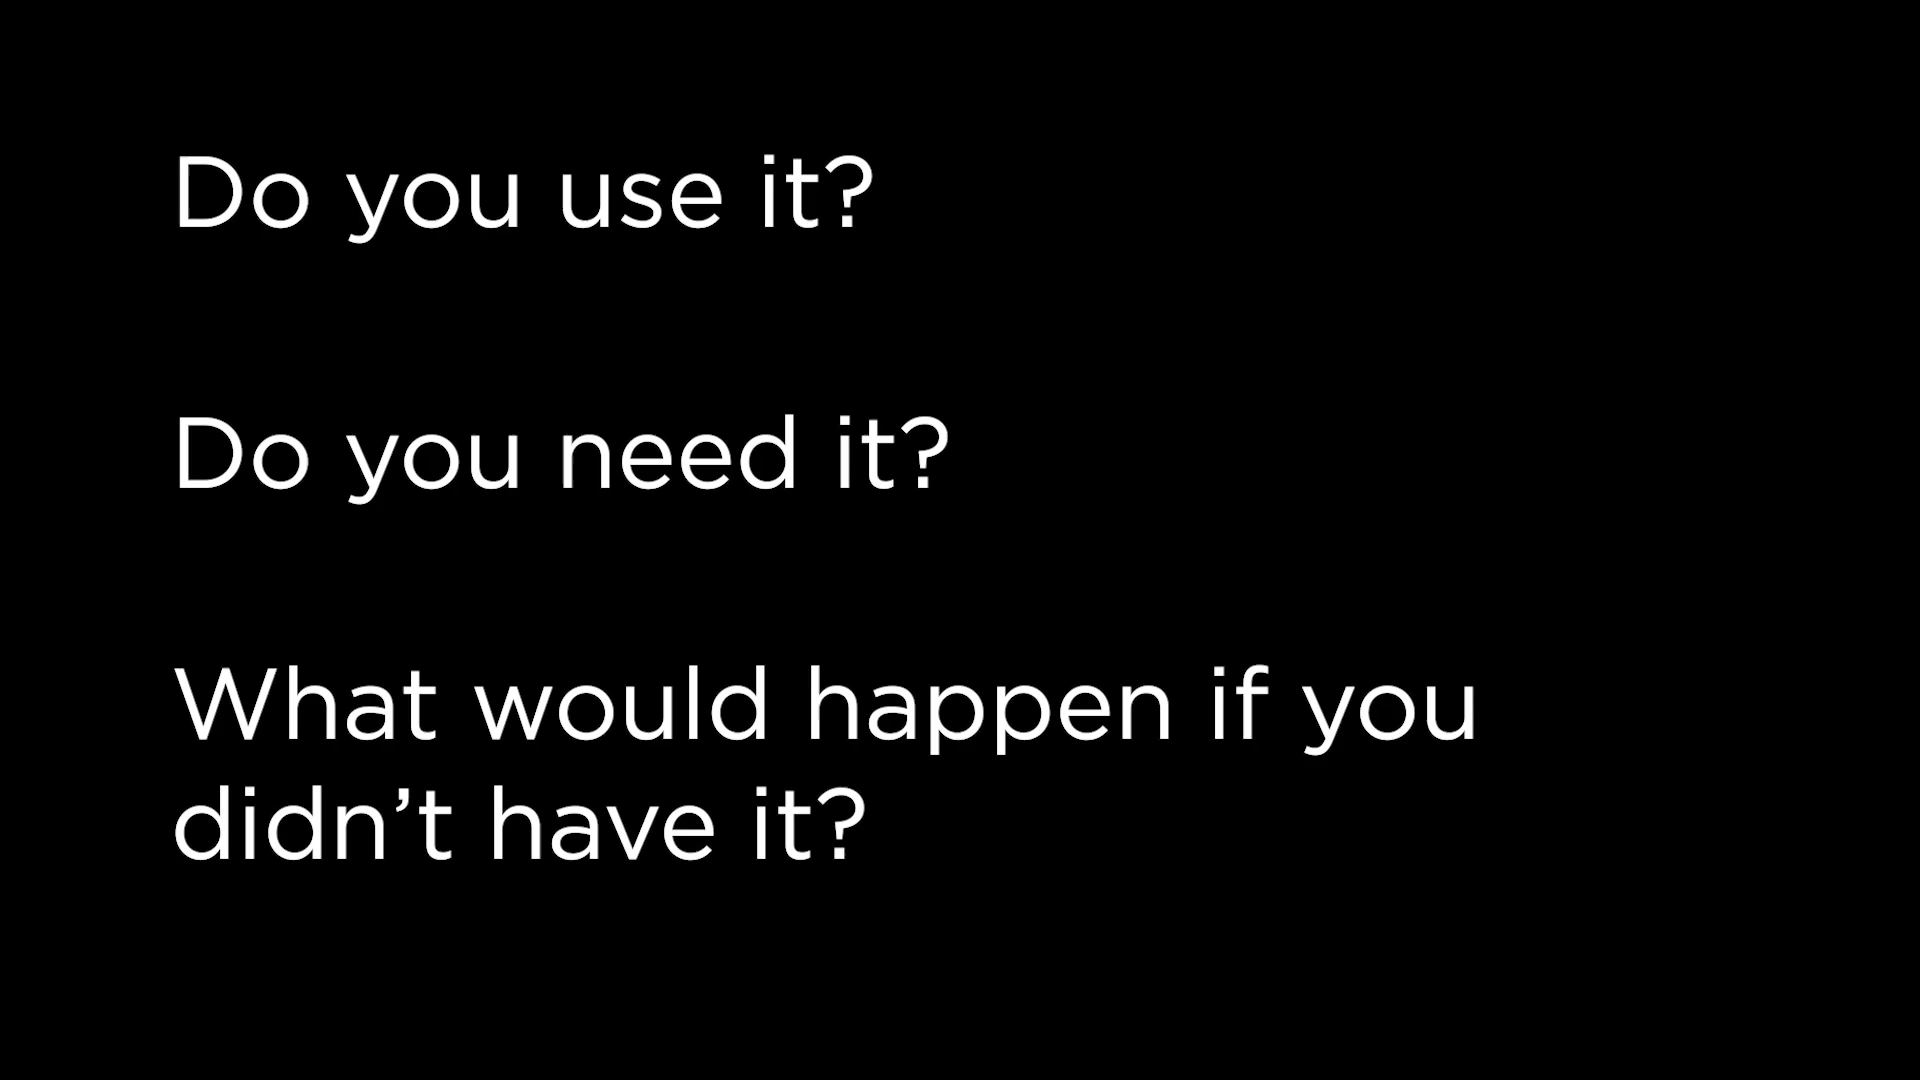 Do you use it?
Do you need it?
What would happen if you
didn’t have it?